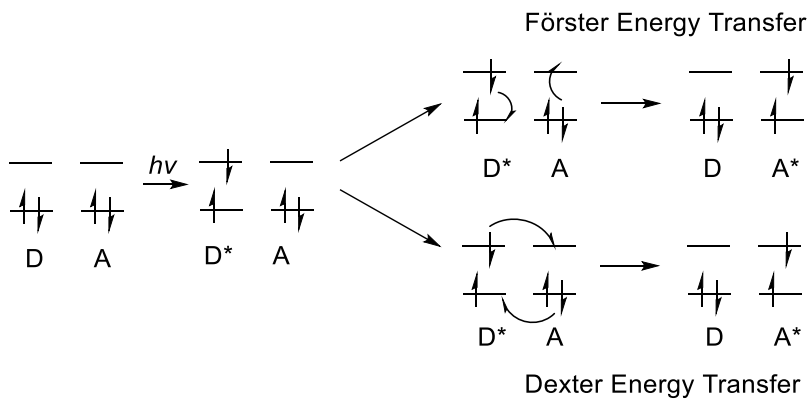 Förster Energy Transfer
D* A D A*
hν
D A D* A
D* A D A*
Dexter Energy Transfer